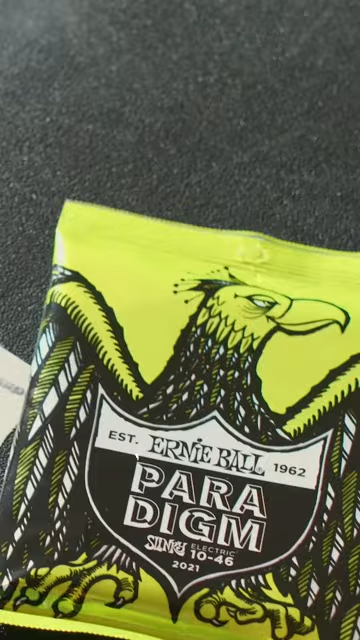 EST. ERNIE BALL 1962
PARA
DIGM
SLINKY ELECTRIC
10-46
2021